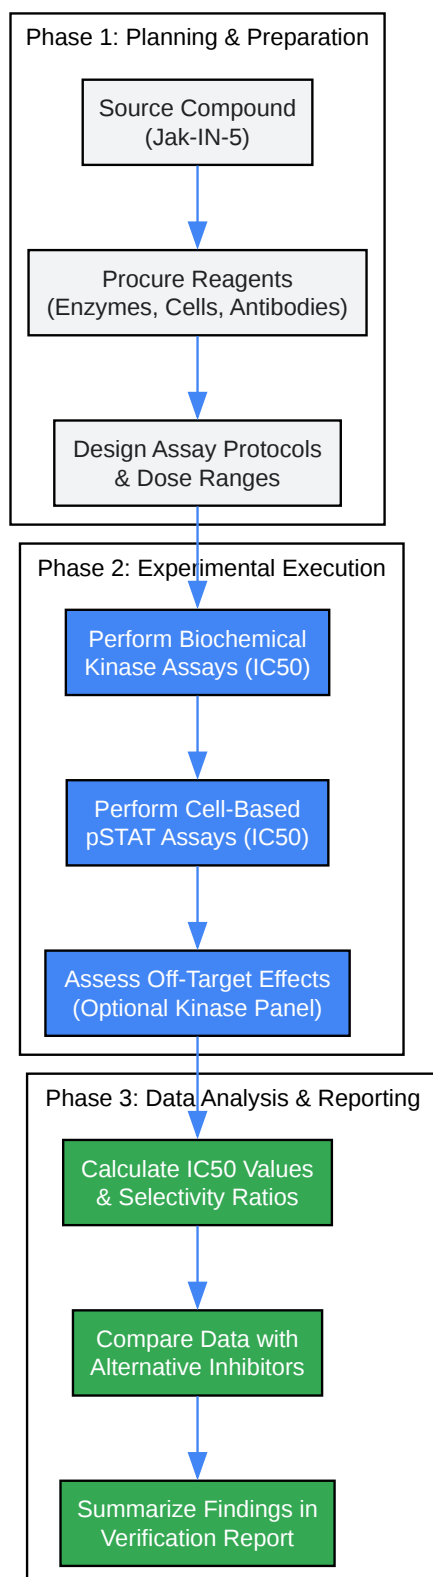 Phase 1: Planning & Preparation
Source Compound
(Jak-IN-5)
Procure Reagents
(Enzymes, Cells, Antibodies)
Design Assay Protocols
& Dose Ranges
Phase 2: Experimental Execution
Perform Biochemical
Kinase Assays (IC50)
Perform Cell-Based
pSTAT Assays (IC50)
Assess Off-Target Effects
(Optional Kinase Panel)
Phase 3: Data Analysis & Reporting
Calculate IC50 Values
& Selectivity Ratios
Compare Data with
Alternative Inhibitors
Summarize Findings in
Verification Report